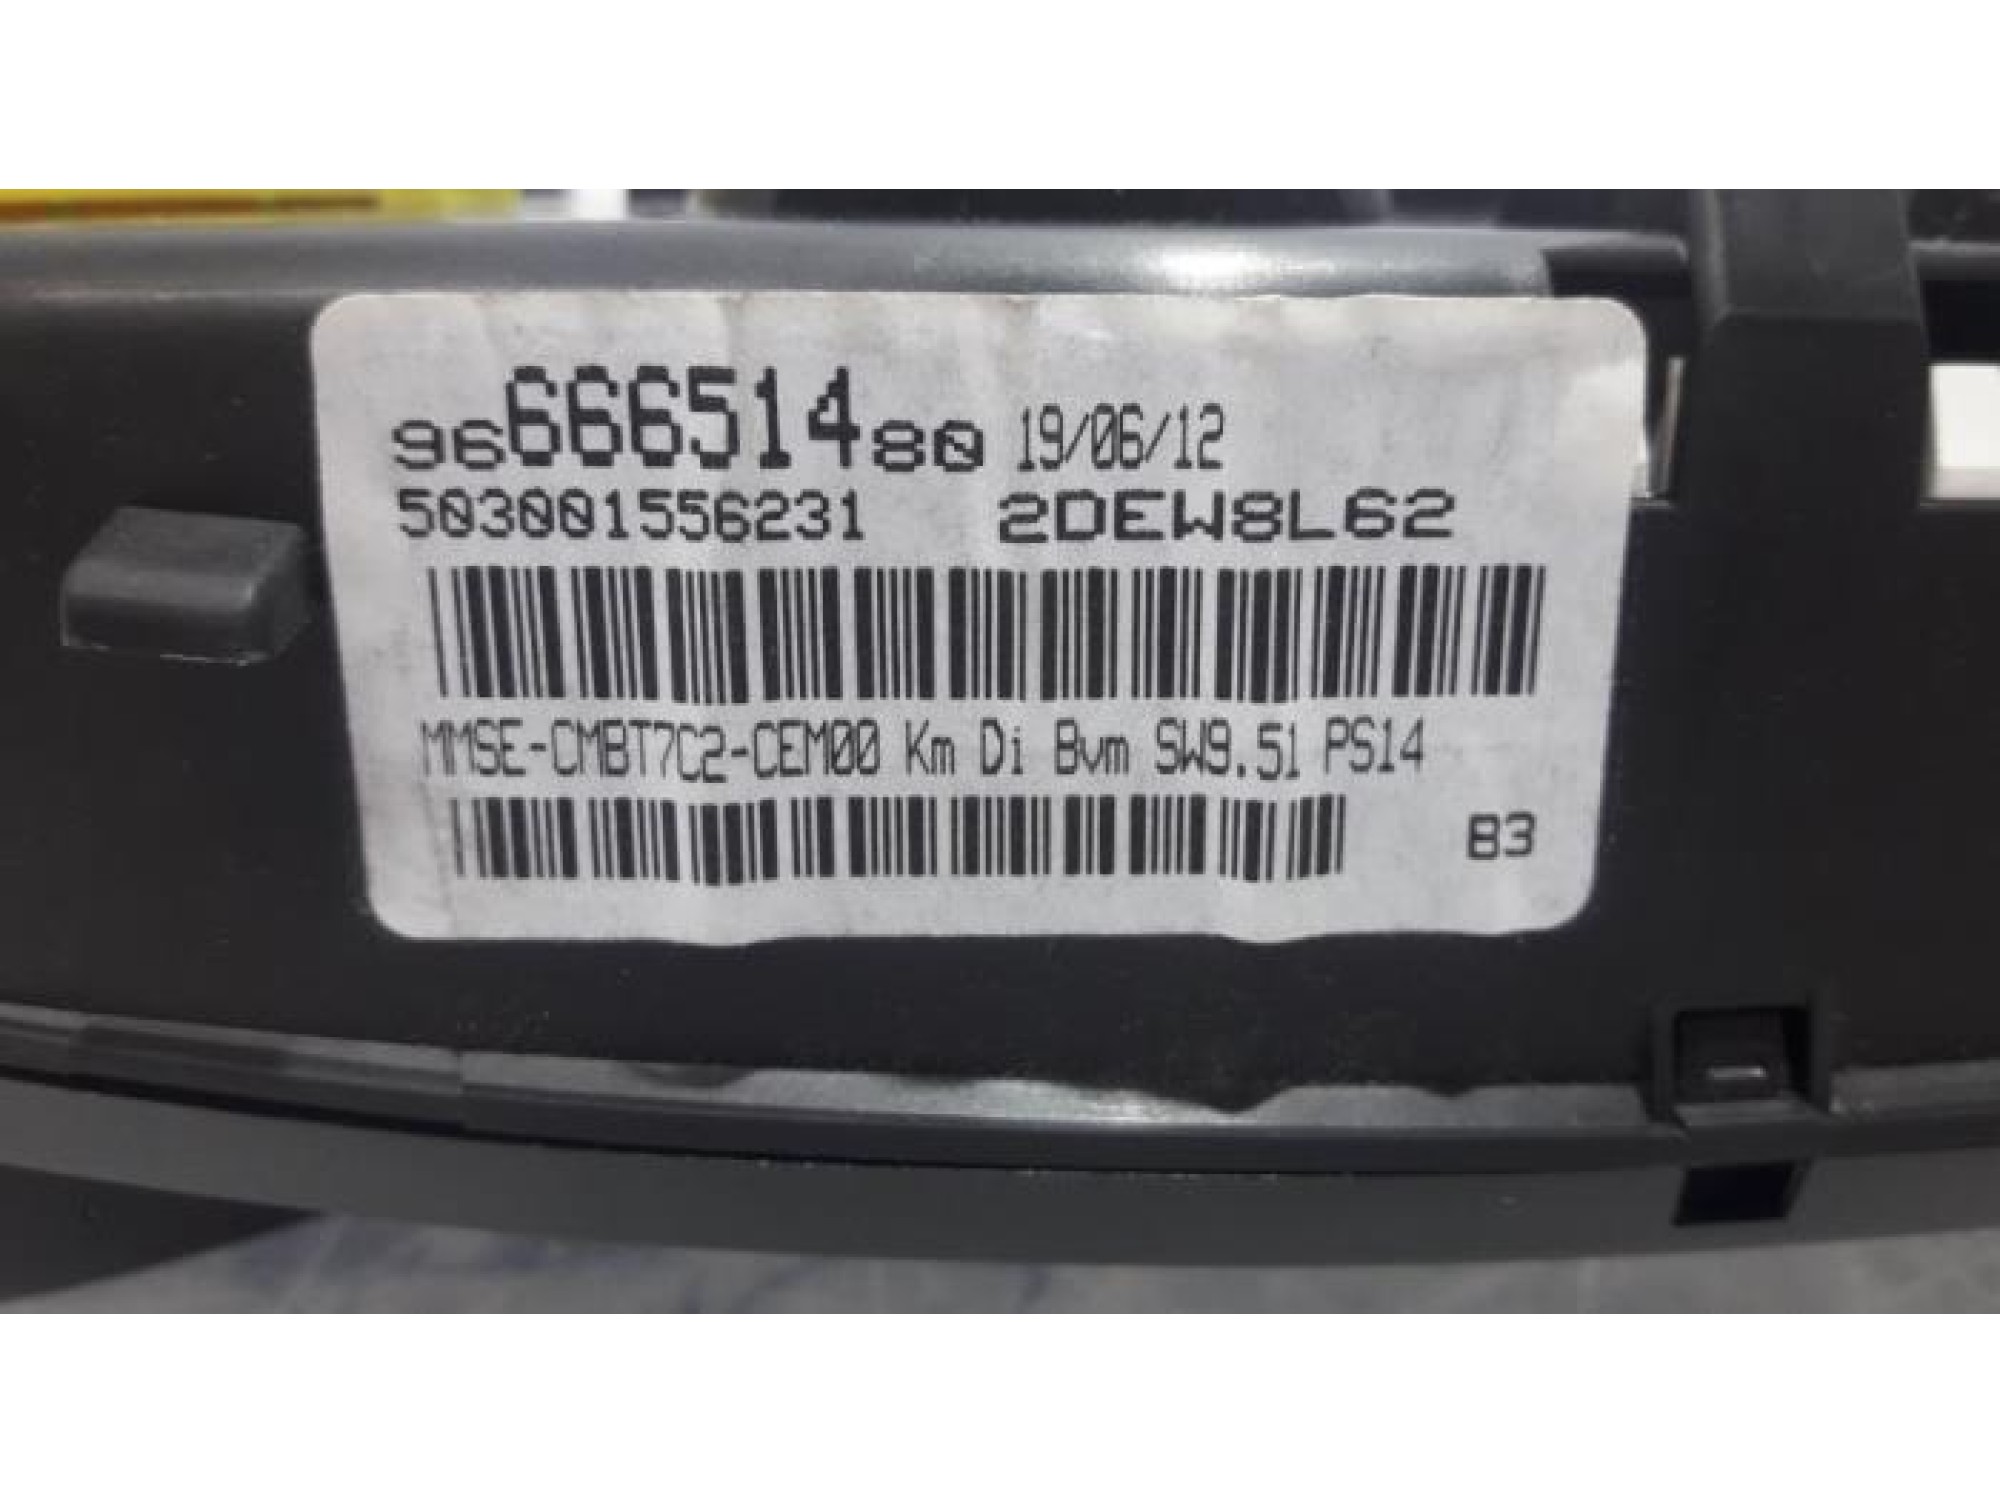 9666651480 19/06/12
503001556231 2DEW8L62
MMSE-CMBT7C2-CEM00 Km Di Bvm SW9.51 PS14
B3